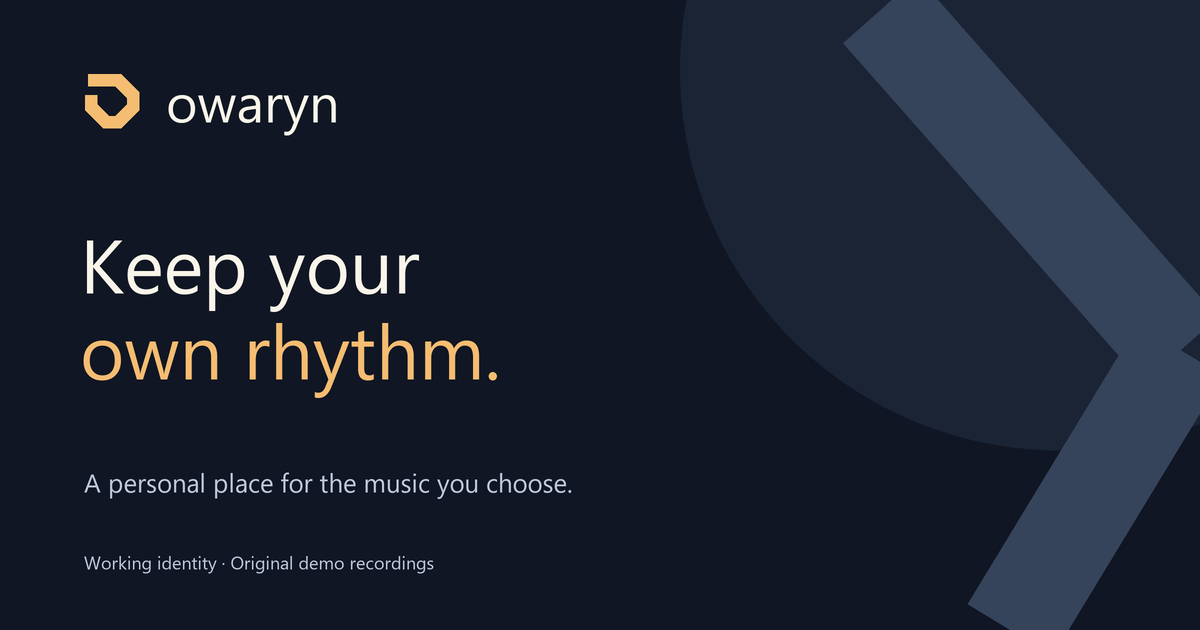 owaryn
Keep your
own rhythm.
A personal place for the music you choose.
Working identity · Original demo recordings